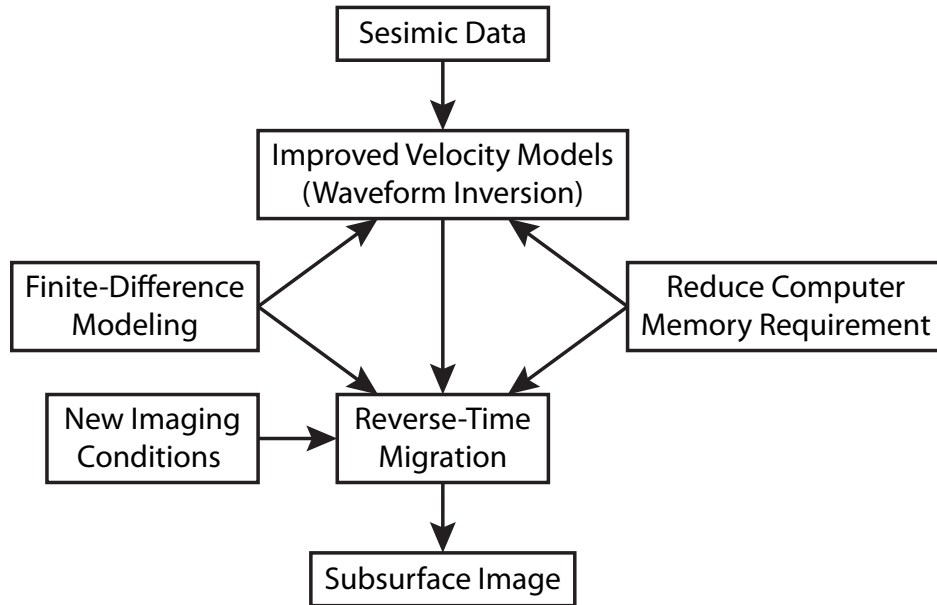 Sesimic Data
Improved Velocity Models
(Waveform Inversion)
Finite-Difference
Modeling
Reduce Computer
Memory Requirement
New Imaging
Conditions
Reverse-Time
Migration
Subsurface Image